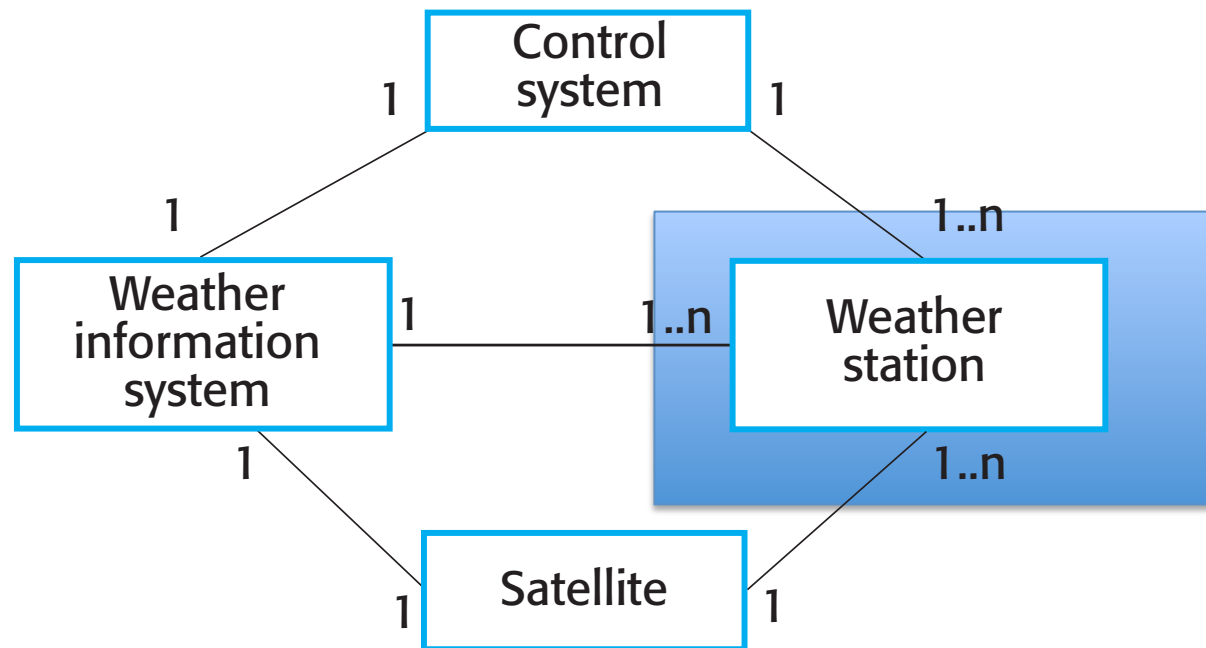 Control
system
1
1
1
1..n
Weather
information
system
1
1..n
Weather
station
1
1..n
Satellite
1
1